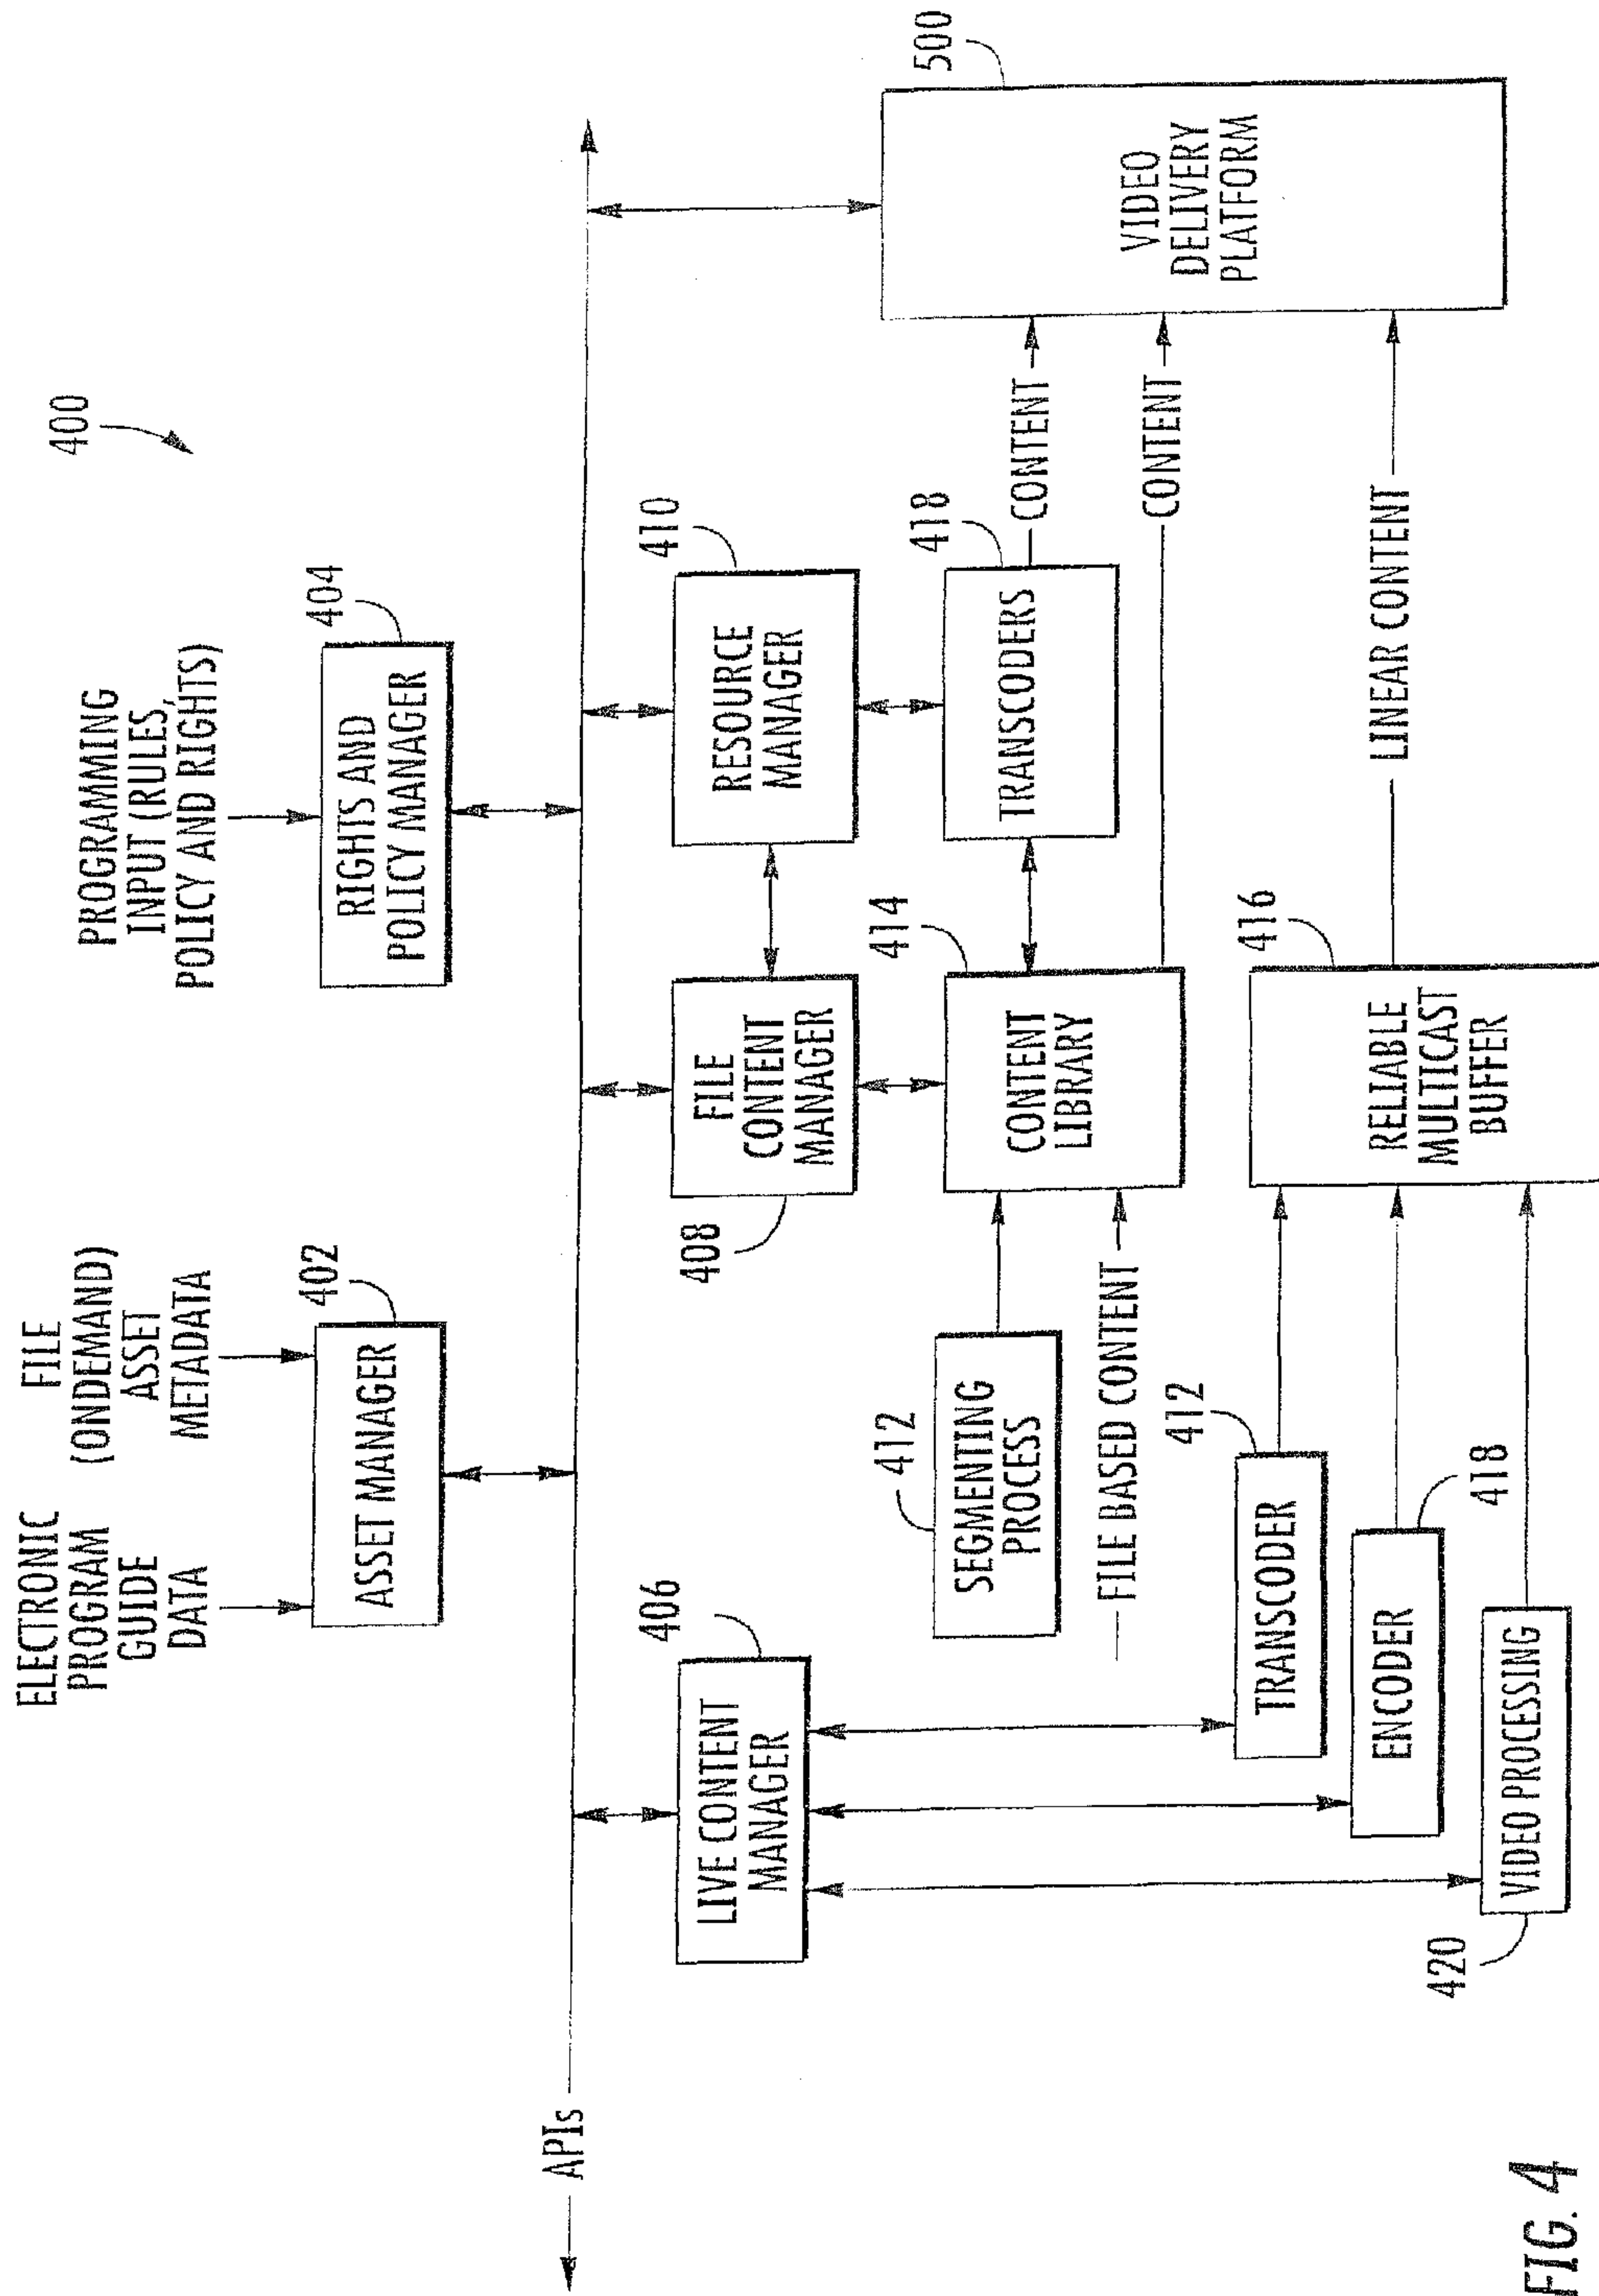 400
ELECTRONIC
PROGRAM
GUIDE
DATA
FILE
(ONDEMAND)
ASSET
METADATA
PROGRAMMING
INPUT (RULES,
POLICY AND RIGHTS)
402
ASSET MANAGER
404
RIGHTS AND
POLICY MANAGER
APIs
406
LIVE CONTENT
MANAGER
408
FILE
CONTENT
MANAGER
410
RESOURCE
MANAGER
500
VIDEO
DELIVERY
PLATFORM
412
SEGMENTING
PROCESS
414
CONTENT
LIBRARY
418
TRANSCODERS
CONTENT
CONTENT
FILE BASED CONTENT
412
TRANSCODER
418
ENCODER
420
VIDEO PROCESSING
416
RELIABLE
MULTICAST
BUFFER
LINEAR CONTENT
FIG. 4